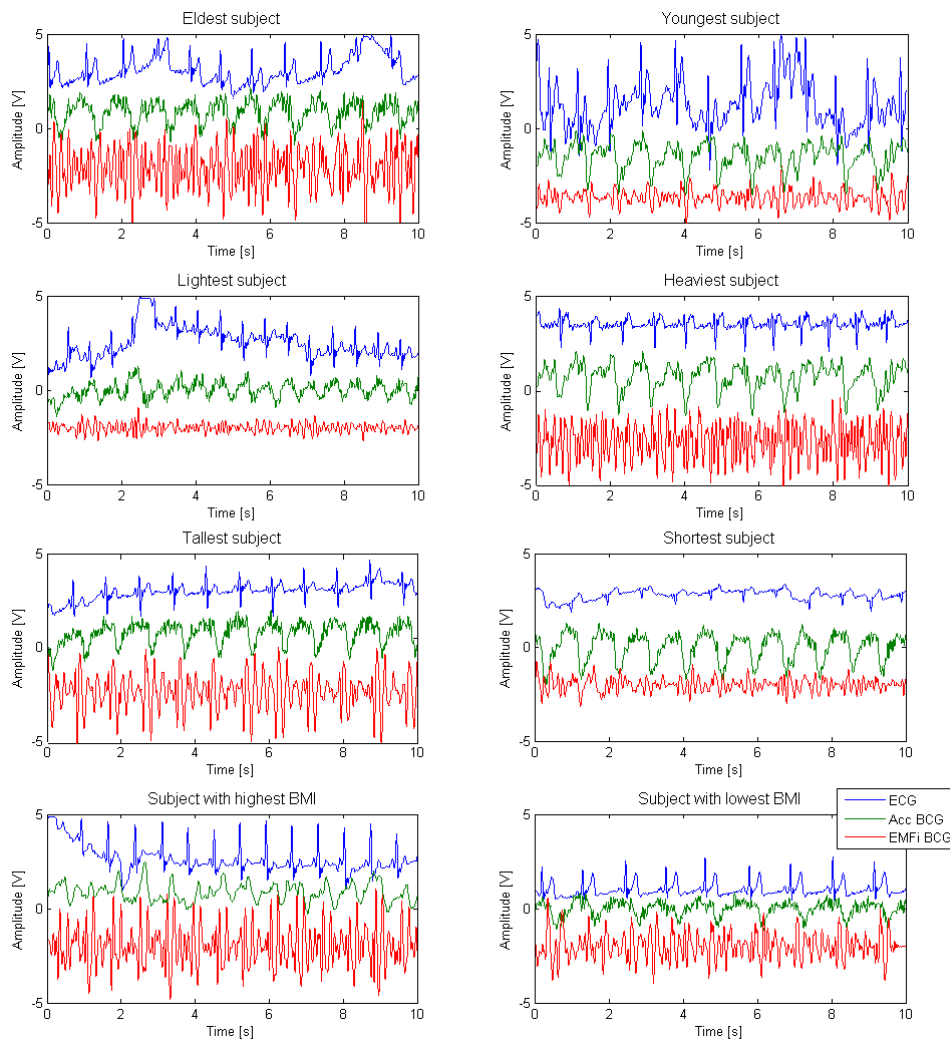 Eldest subject
5
0
-5
Amplitude [V]
0 2 4 6 8 10
Time [s]
Youngest subject
5
0
-5
Amplitude [V]
0 2 4 6 8 10
Time [s]
Lightest subject
5
0
-5
Amplitude [V]
0 2 4 6 8 10
Time [s]
Heaviest subject
5
0
-5
Amplitude [V]
0 2 4 6 8 10
Time [s]
Tallest subject
5
0
-5
Amplitude [V]
0 2 4 6 8 10
Time [s]
Shortest subject
5
0
-5
Amplitude [V]
0 2 4 6 8 10
Time [s]
Subject with highest BMI
5
0
-5
Amplitude [V]
0 2 4 6 8 10
Time [s]
Subject with lowest BMI
5
0
-5
Amplitude [V]
0 2 4 6 8 10
Time [s]
ECG
Acc BCG
EMFi BCG